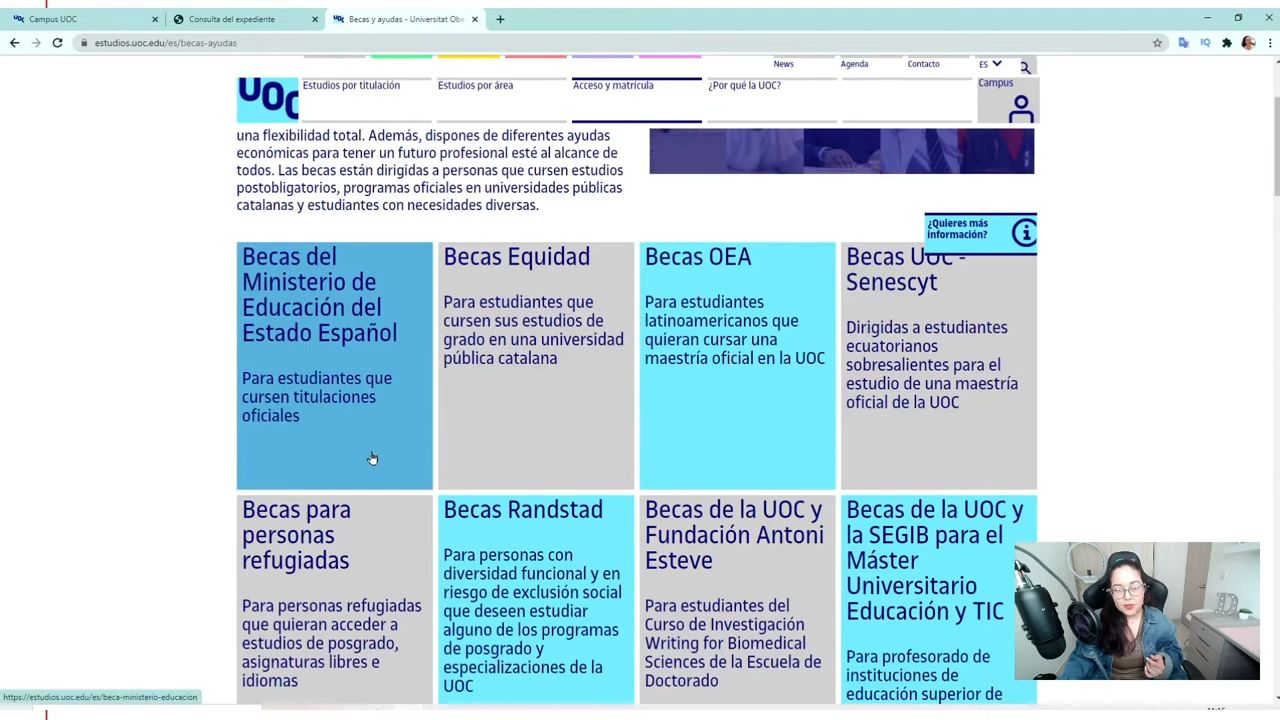 Campus UOC
Consulta del expediente
Becas y ayudas - Universitat Obe
estudios.uoc.edu/es/becas-ayudas
News
Agenda
Contacto
ES
UOC
Estudios por titulación
Estudios por área
Acceso y matrícula
¿Por qué la UOC?
Campus
una flexibilidad total. Además, dispones de diferentes ayudas
económicas para tener un futuro profesional esté al alcance de
todos. Las becas están dirigidas a personas que cursen estudios
postobligatorios, programas oficiales en universidades públicas
catalanas y estudiantes con necesidades diversas.
¿Quieres más
información?
Becas del
Ministerio de
Educación del
Estado Español
Para estudiantes que
cursen titulaciones
oficiales
Becas Equidad
Para estudiantes que
cursen sus estudios de
grado en una universidad
pública catalana
Becas OEA
Para estudiantes
latinoamericanos que
quieran cursar una
maestría oficial en la UOC
Becas UOC -
Senescyt
Dirigidas a estudiantes
ecuatorianos
sobresalientes para el
estudio de una maestría
oficial de la UOC
Becas para
personas
refugiadas
Para personas refugiadas
que quieran acceder a
estudios de posgrado,
asignaturas libres e
idiomas
Becas Randstad
Para personas con
diversidad funcional y en
riesgo de exclusión social
que deseen estudiar
alguno de los programas
de posgrado y
especializaciones de la
UOC
Becas de la UOC y
Fundación Antoni
Esteve
Para estudiantes del
Curso de Investigación
Writing for Biomedical
Sciences de la Escuela de
Doctorado
Becas de la UOC y
la SEGIB para el
Máster
Universitario
Educación y TIC
Para profesorado de
instituciones de
educación superior de
https://estudios.uoc.edu/es/beca-ministerio-educacion